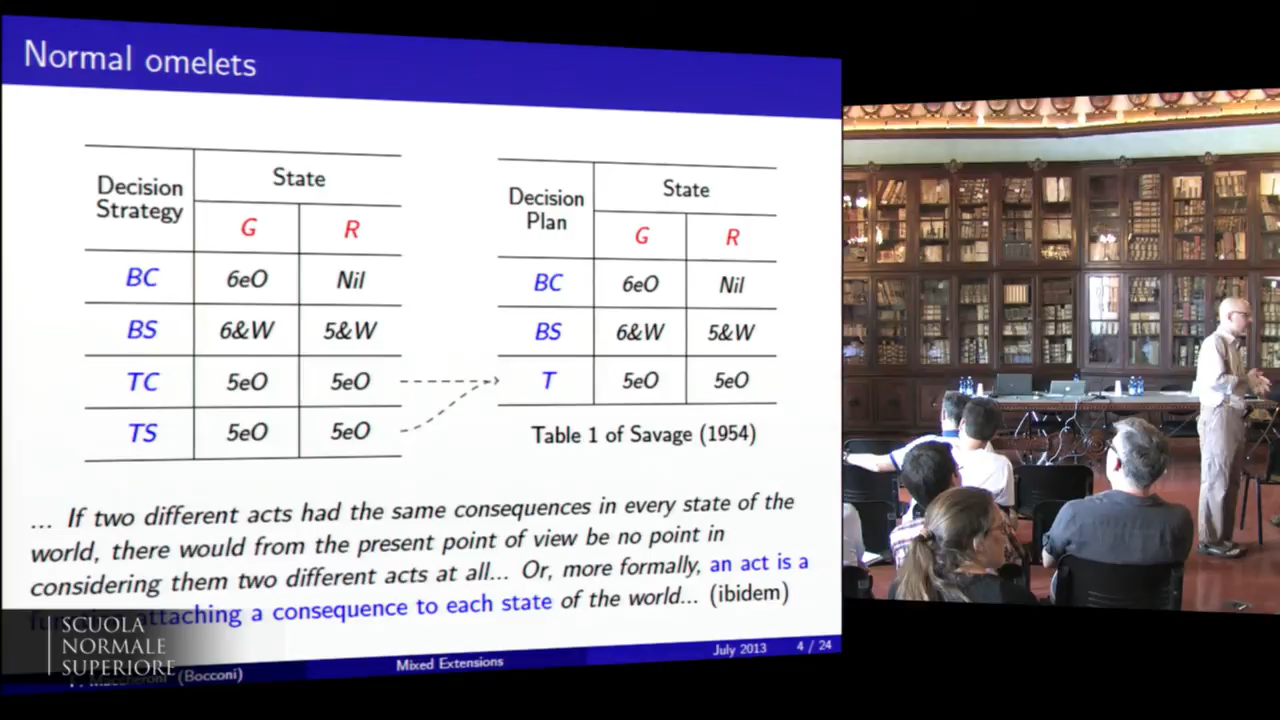 Normal omelets
Decision Strategy State
G R
BC 6eO Nil
BS 6&W 5&W
TC 5eO 5eO
TS 5eO 5eO
Decision Plan State
G R
BC 6eO Nil
BS 6&W 5&W
T 5eO 5eO
Table 1 of Savage (1954)
... If two different acts had the same consequences in every state of the
world, there would from the present point of view be no point in
considering them two different acts at all... Or, more formally, an act is a
attaching a consequence to each state of the world... (ibidem)
SCUOLA
NORMALE
SUPERIORE
(Bocconi)
Mixed Extensions
July 2013
4 / 24